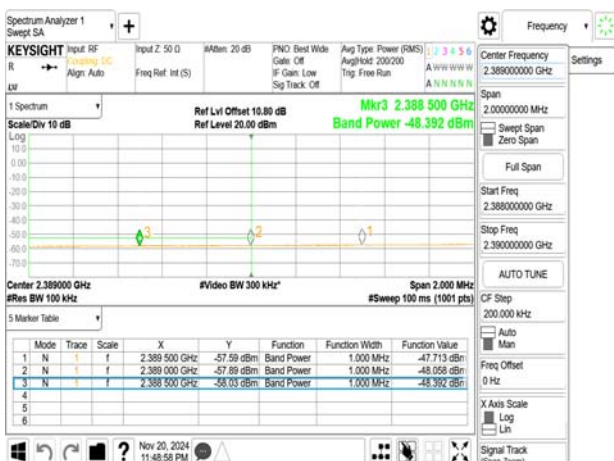 Spectrum Analyzer 1
Swept SA
KEYSIGHT Input: RF Input Z: 50 Ω #Atten: 20 dB PNO: Best Wide Avg Type: Power (RMS) 1 2 3 4 5 6
R Coupling: DC Gate: Off Avg|Hold: 200/200 A W W W W W
Align: Auto Freq Ref: Int (S) IF Gain: Low Trig: Free Run
LXI Sig Track: Off A N N N N N
1 Spectrum
Ref Lvl Offset 10.80 dB Mkr3 2.388 500 GHz
Scale/Div 10 dB Ref Level 20.00 dBm Band Power -48.392 dBm
Log
10.0
0.00
-10.0
-20.0
-30.0
-40.0
-50.0
-60.0
-70.0
3 2 1
Center 2.389000 GHz #Video BW 300 kHz* Span 2.000 MHz
#Res BW 100 kHz #Sweep 100 ms (1001 pts)
5 Marker Table
Mode Trace Scale X Y Function Function Width Function Value
1 N 1 f 2.389 500 GHz -57.59 dBm Band Power 1.000 MHz -47.713 dBm
2 N 1 f 2.389 000 GHz -57.89 dBm Band Power 1.000 MHz -48.058 dBm
3 N 1 f 2.388 500 GHz -58.03 dBm Band Power 1.000 MHz -48.392 dBm
4
5
6
Nov 20, 2024
11:48:58 PM
Frequency
Settings
Center Frequency
2.389000000 GHz
Span
2.00000000 MHz
Swept Span
Zero Span
Full Span
Start Freq
2.388000000 GHz
Stop Freq
2.390000000 GHz
AUTO TUNE
CF Step
200.000 kHz
Auto
Man
Freq Offset
0 Hz
X Axis Scale
Log
Lin
Signal Track
(Span Zoom)